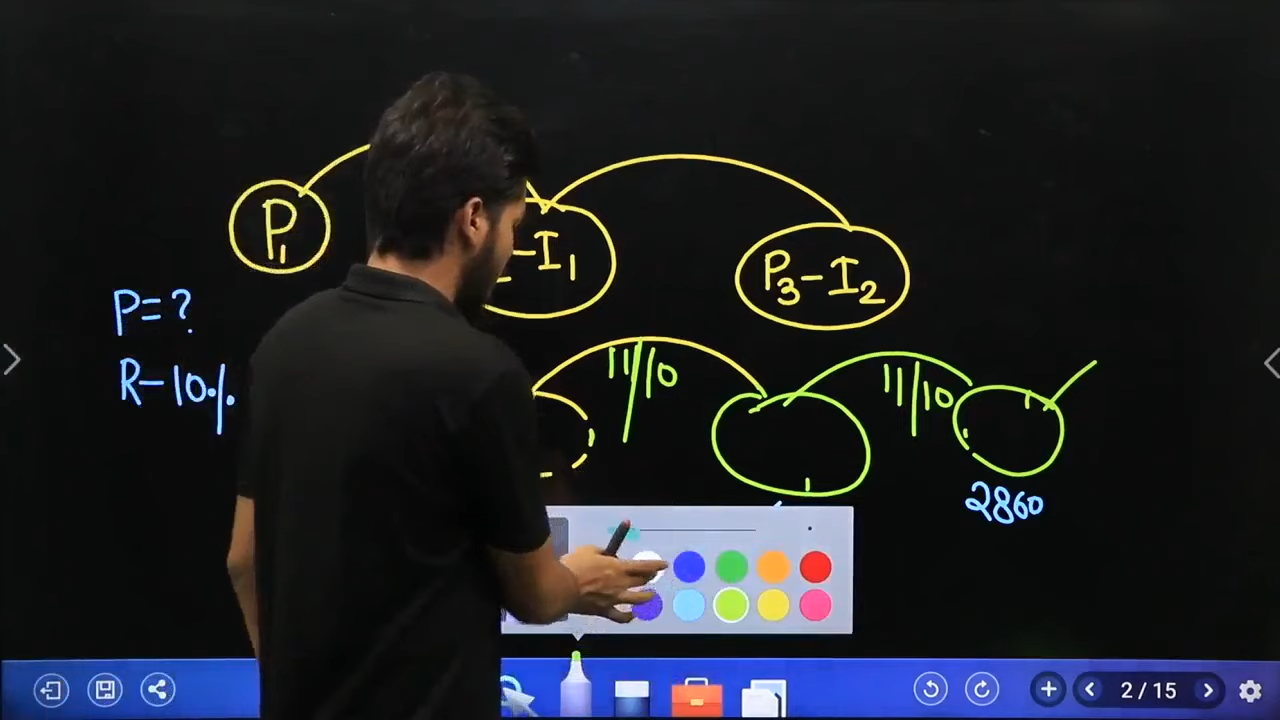 P₁
-I₁
P₃-I₂
P=?
11/10
11/10
R-10%
2860
2 / 15